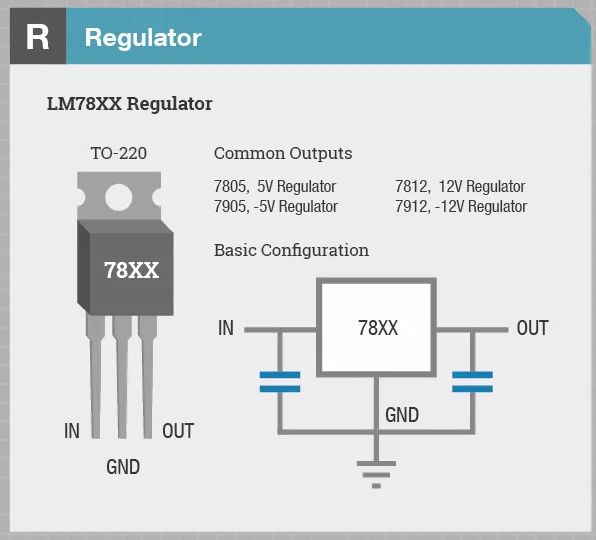 R Regulator
LM78XX Regulator
TO-220
Common Outputs
7805, 5V Regulator 7812, 12V Regulator
7905, -5V Regulator 7912, -12V Regulator
Basic Configuration
78XX
IN 78XX OUT
GND
IN OUT
GND